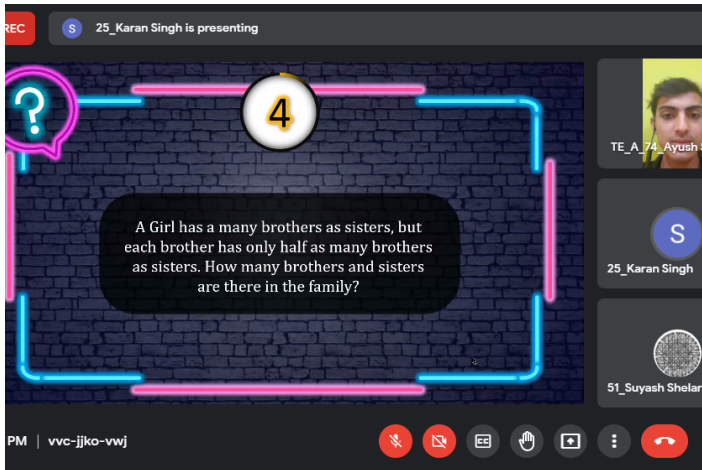 REC
S
25_Karan Singh is presenting
?
4
A Girl has a many brothers as sisters, but
each brother has only half as many brothers
as sisters. How many brothers and sisters
are there in the family?
TE_A_74_Ayush
S
25_Karan Singh
51_Suyash Shelar
PM | vvc-jjko-vwj
CC